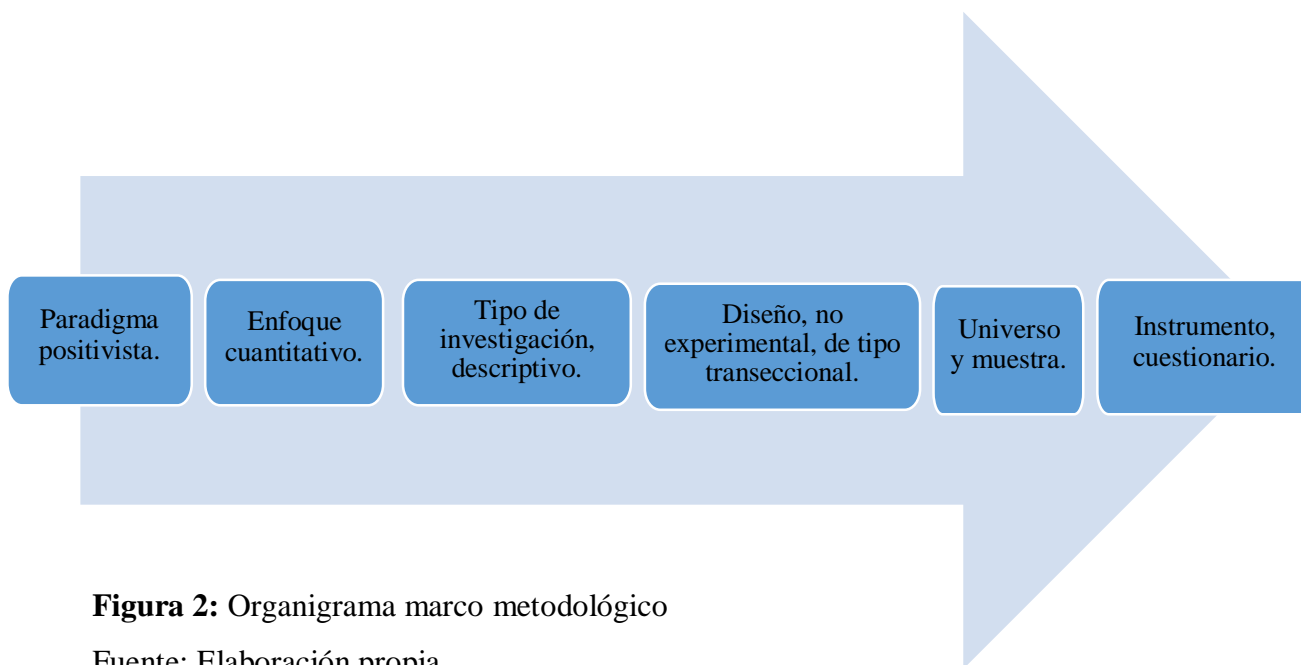 Paradigma
positivista.
Enfoque
cuantitativo.
Tipo de
investigación,
descriptivo.
Diseño, no
experimental, de tipo
transeccional.
Universo
y muestra.
Instrumento,
cuestionario.
Figura 2: Organigrama marco metodológico
Fuente: Elaboración propia